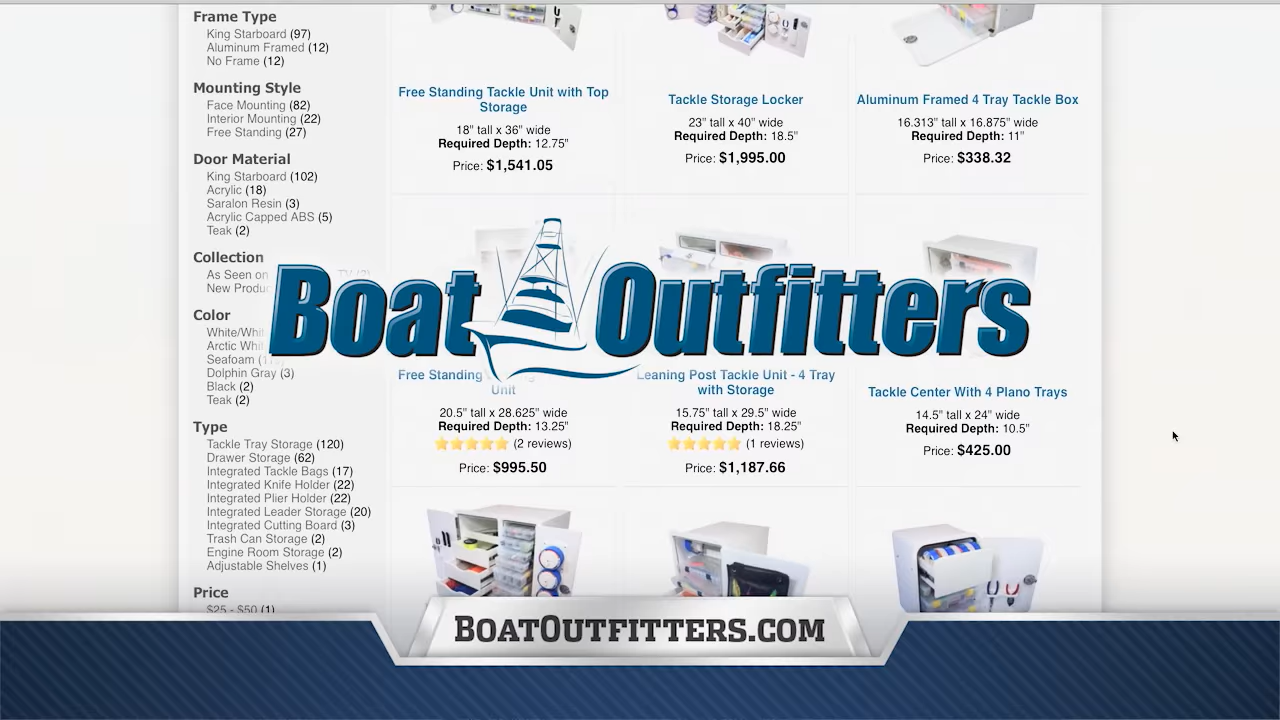 Frame Type
King Starboard (97)
Aluminum Framed (12)
No Frame (12)
Mounting Style
Face Mounting (82)
Interior Mounting (22)
Free Standing (27)
Door Material
King Starboard (102)
Acrylic (18)
Saralon Resin (3)
Acrylic Capped ABS (5)
Teak (2)
Collection
As Seen on TV
New
Color
White/
Arctic
Seafoam
Dolphin Gray (3)
Black (2)
Teak (2)
Type
Tackle Tray Storage (120)
Drawer Storage (62)
Integrated Tackle Bags (17)
Integrated Knife Holder (22)
Integrated Plier Holder (22)
Integrated Leader Storage (20)
Integrated Cutting Board (3)
Trash Can Storage (2)
Engine Room Storage (2)
Adjustable Shelves (1)
Price
$25 - $50 (1)
Free Standing Tackle Unit with Top
Storage
18" tall x 36" wide
Required Depth: 12.75"
Price: $1,541.05
Tackle Storage Locker
23" tall x 40" wide
Required Depth: 18.5"
Price: $1,995.00
Aluminum Framed 4 Tray Tackle Box
16.313" tall x 16.875" wide
Required Depth: 11"
Price: $338.32
Boat Outfitters
Free Standing
Unit
20.5" tall x 28.625" wide
Required Depth: 13.25"
(2 reviews)
Price: $995.50
Leaning Post Tackle Unit - 4 Tray
with Storage
15.75" tall x 29.5" wide
Required Depth: 18.25"
(1 reviews)
Price: $1,187.66
Tackle Center With 4 Plano Trays
14.5" tall x 24" wide
Required Depth: 10.5"
Price: $425.00
BoatOutfitters.com